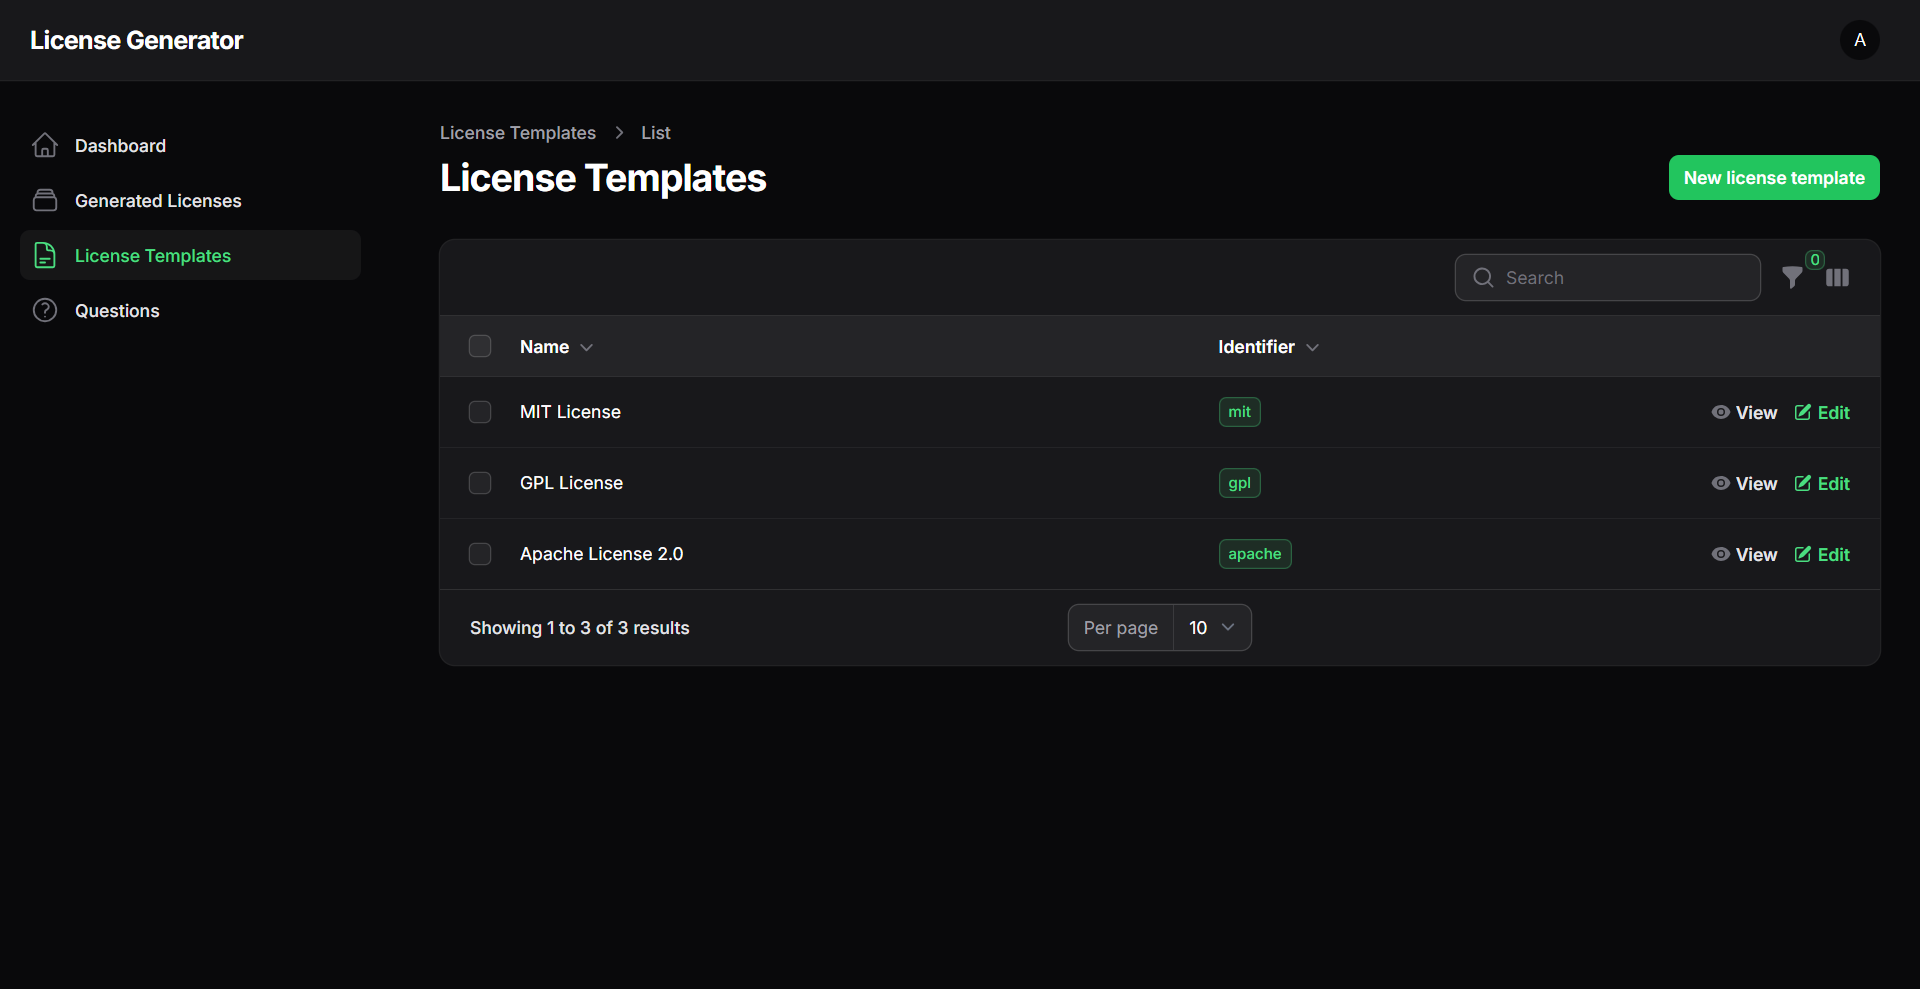 License Generator
A
Dashboard
Generated Licenses
License Templates
Questions
License Templates > List
License Templates
New license template
Search
0
Name
Identifier
MIT License
mit
View
Edit
GPL License
gpl
View
Edit
Apache License 2.0
apache
View
Edit
Showing 1 to 3 of 3 results
Per page
10